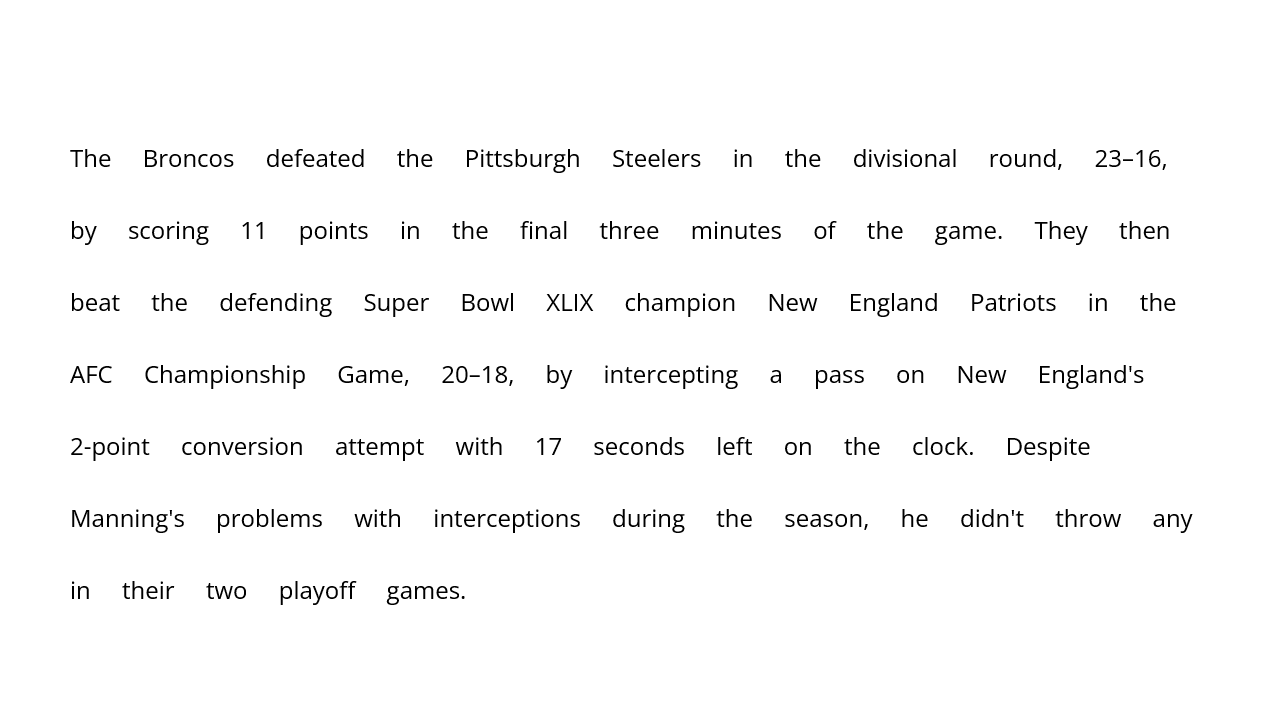 The Broncos defeated the Pittsburgh Steelers in the divisional round, 23–16,
by scoring 11 points in the final three minutes of the game. They then
beat the defending Super Bowl XLIX champion New England Patriots in the
AFC Championship Game, 20–18, by intercepting a pass on New England's
2-point conversion attempt with 17 seconds left on the clock. Despite
Manning's problems with interceptions during the season, he didn't throw any
in their two playoff games.